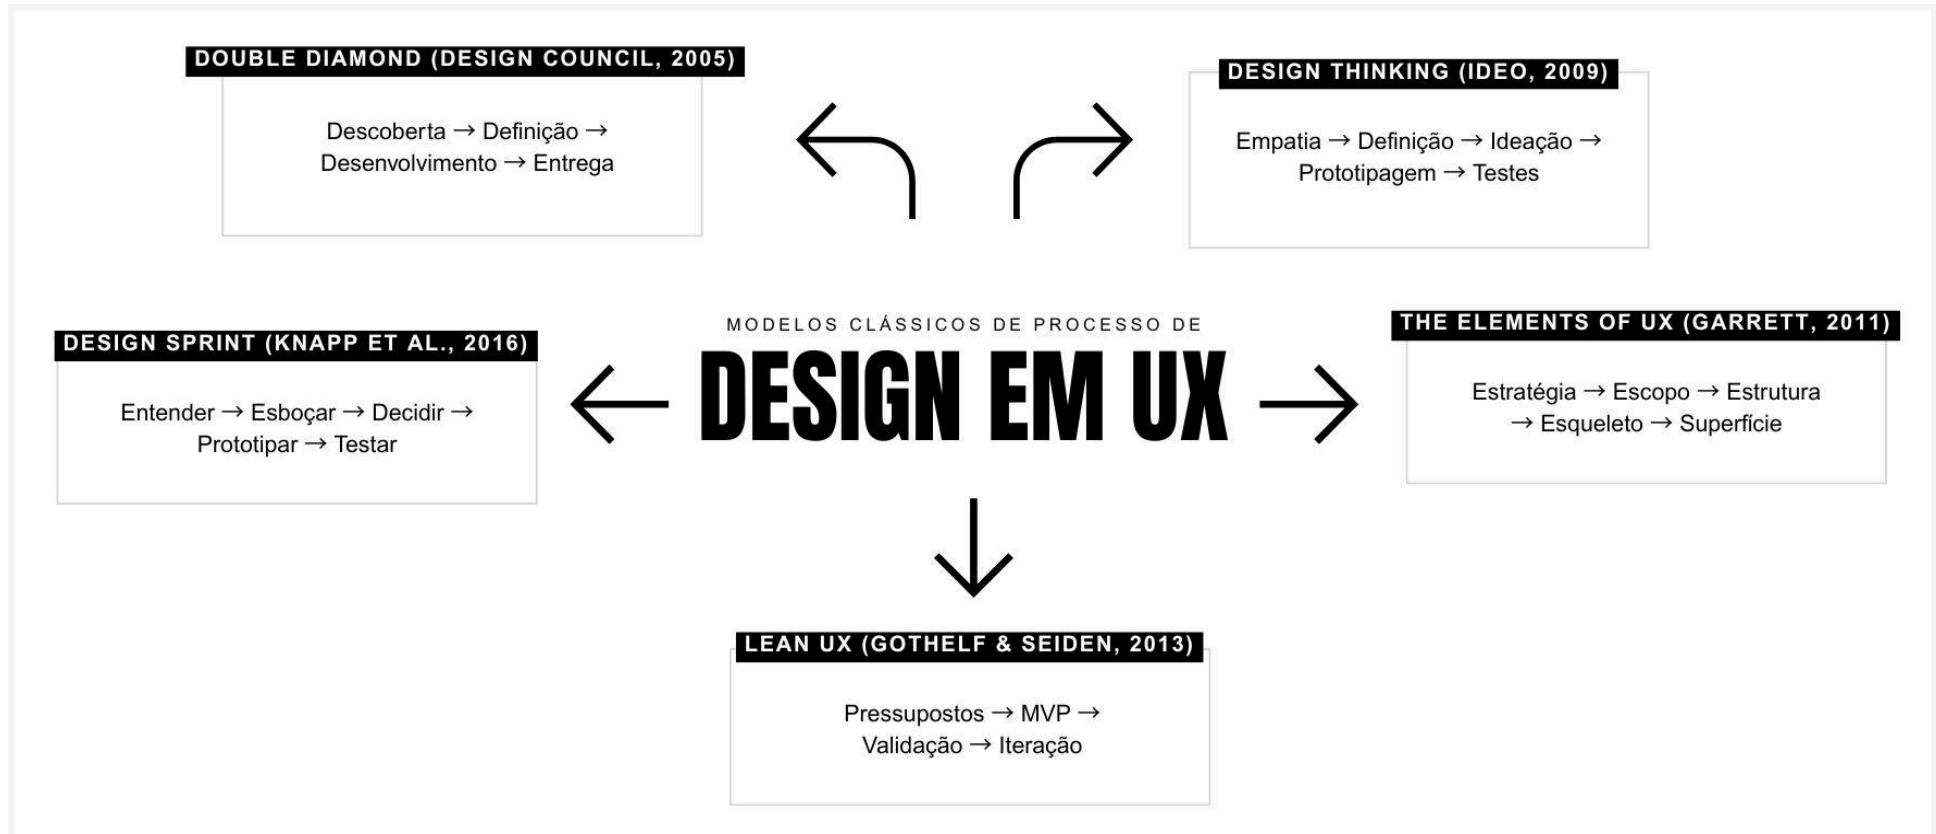 DOUBLE DIAMOND (DESIGN COUNCIL, 2005)
Descoberta → Definição →
Desenvolvimento → Entrega
DESIGN THINKING (IDEO, 2009)
Empatia → Definição → Ideação →
Prototipagem → Testes
DESIGN SPRINT (KNAPP ET AL., 2016)
Entender → Esboçar → Decidir →
Prototipar → Testar
MODELOS CLÁSSICOS DE PROCESSO DE
DESIGN EM UX
THE ELEMENTS OF UX (GARRETT, 2011)
Estratégia → Escopo → Estrutura
→ Esqueleto → Superfície
LEAN UX (GOTHELF & SEIDEN, 2013)
Pressupostos → MVP →
Validação → Iteração